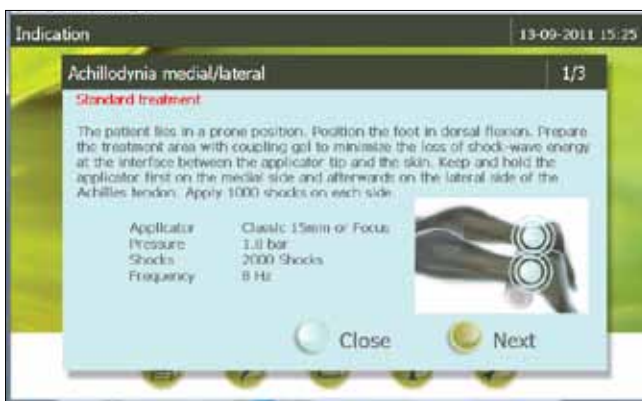 Indication 13-09-2011 15:25
Achillodynia medial/lateral 1/3
Standard treatment
The patient lies in a prone position. Position the foot in dorsal flexion. Prepare
the treatment area with coupling gel to minimize the loss of shock-wave energy
at the interface between the applicator tip and the skin. Keep and hold the
applicator first on the medial side and afterwards on the lateral side of the
Achilles tendon. Apply 1000 shocks on each side.
Applicator Classic 15mm or Focus
Pressure 1.8 bar
Shocks 2000 Shocks
Frequency 8 Hz
Close Next